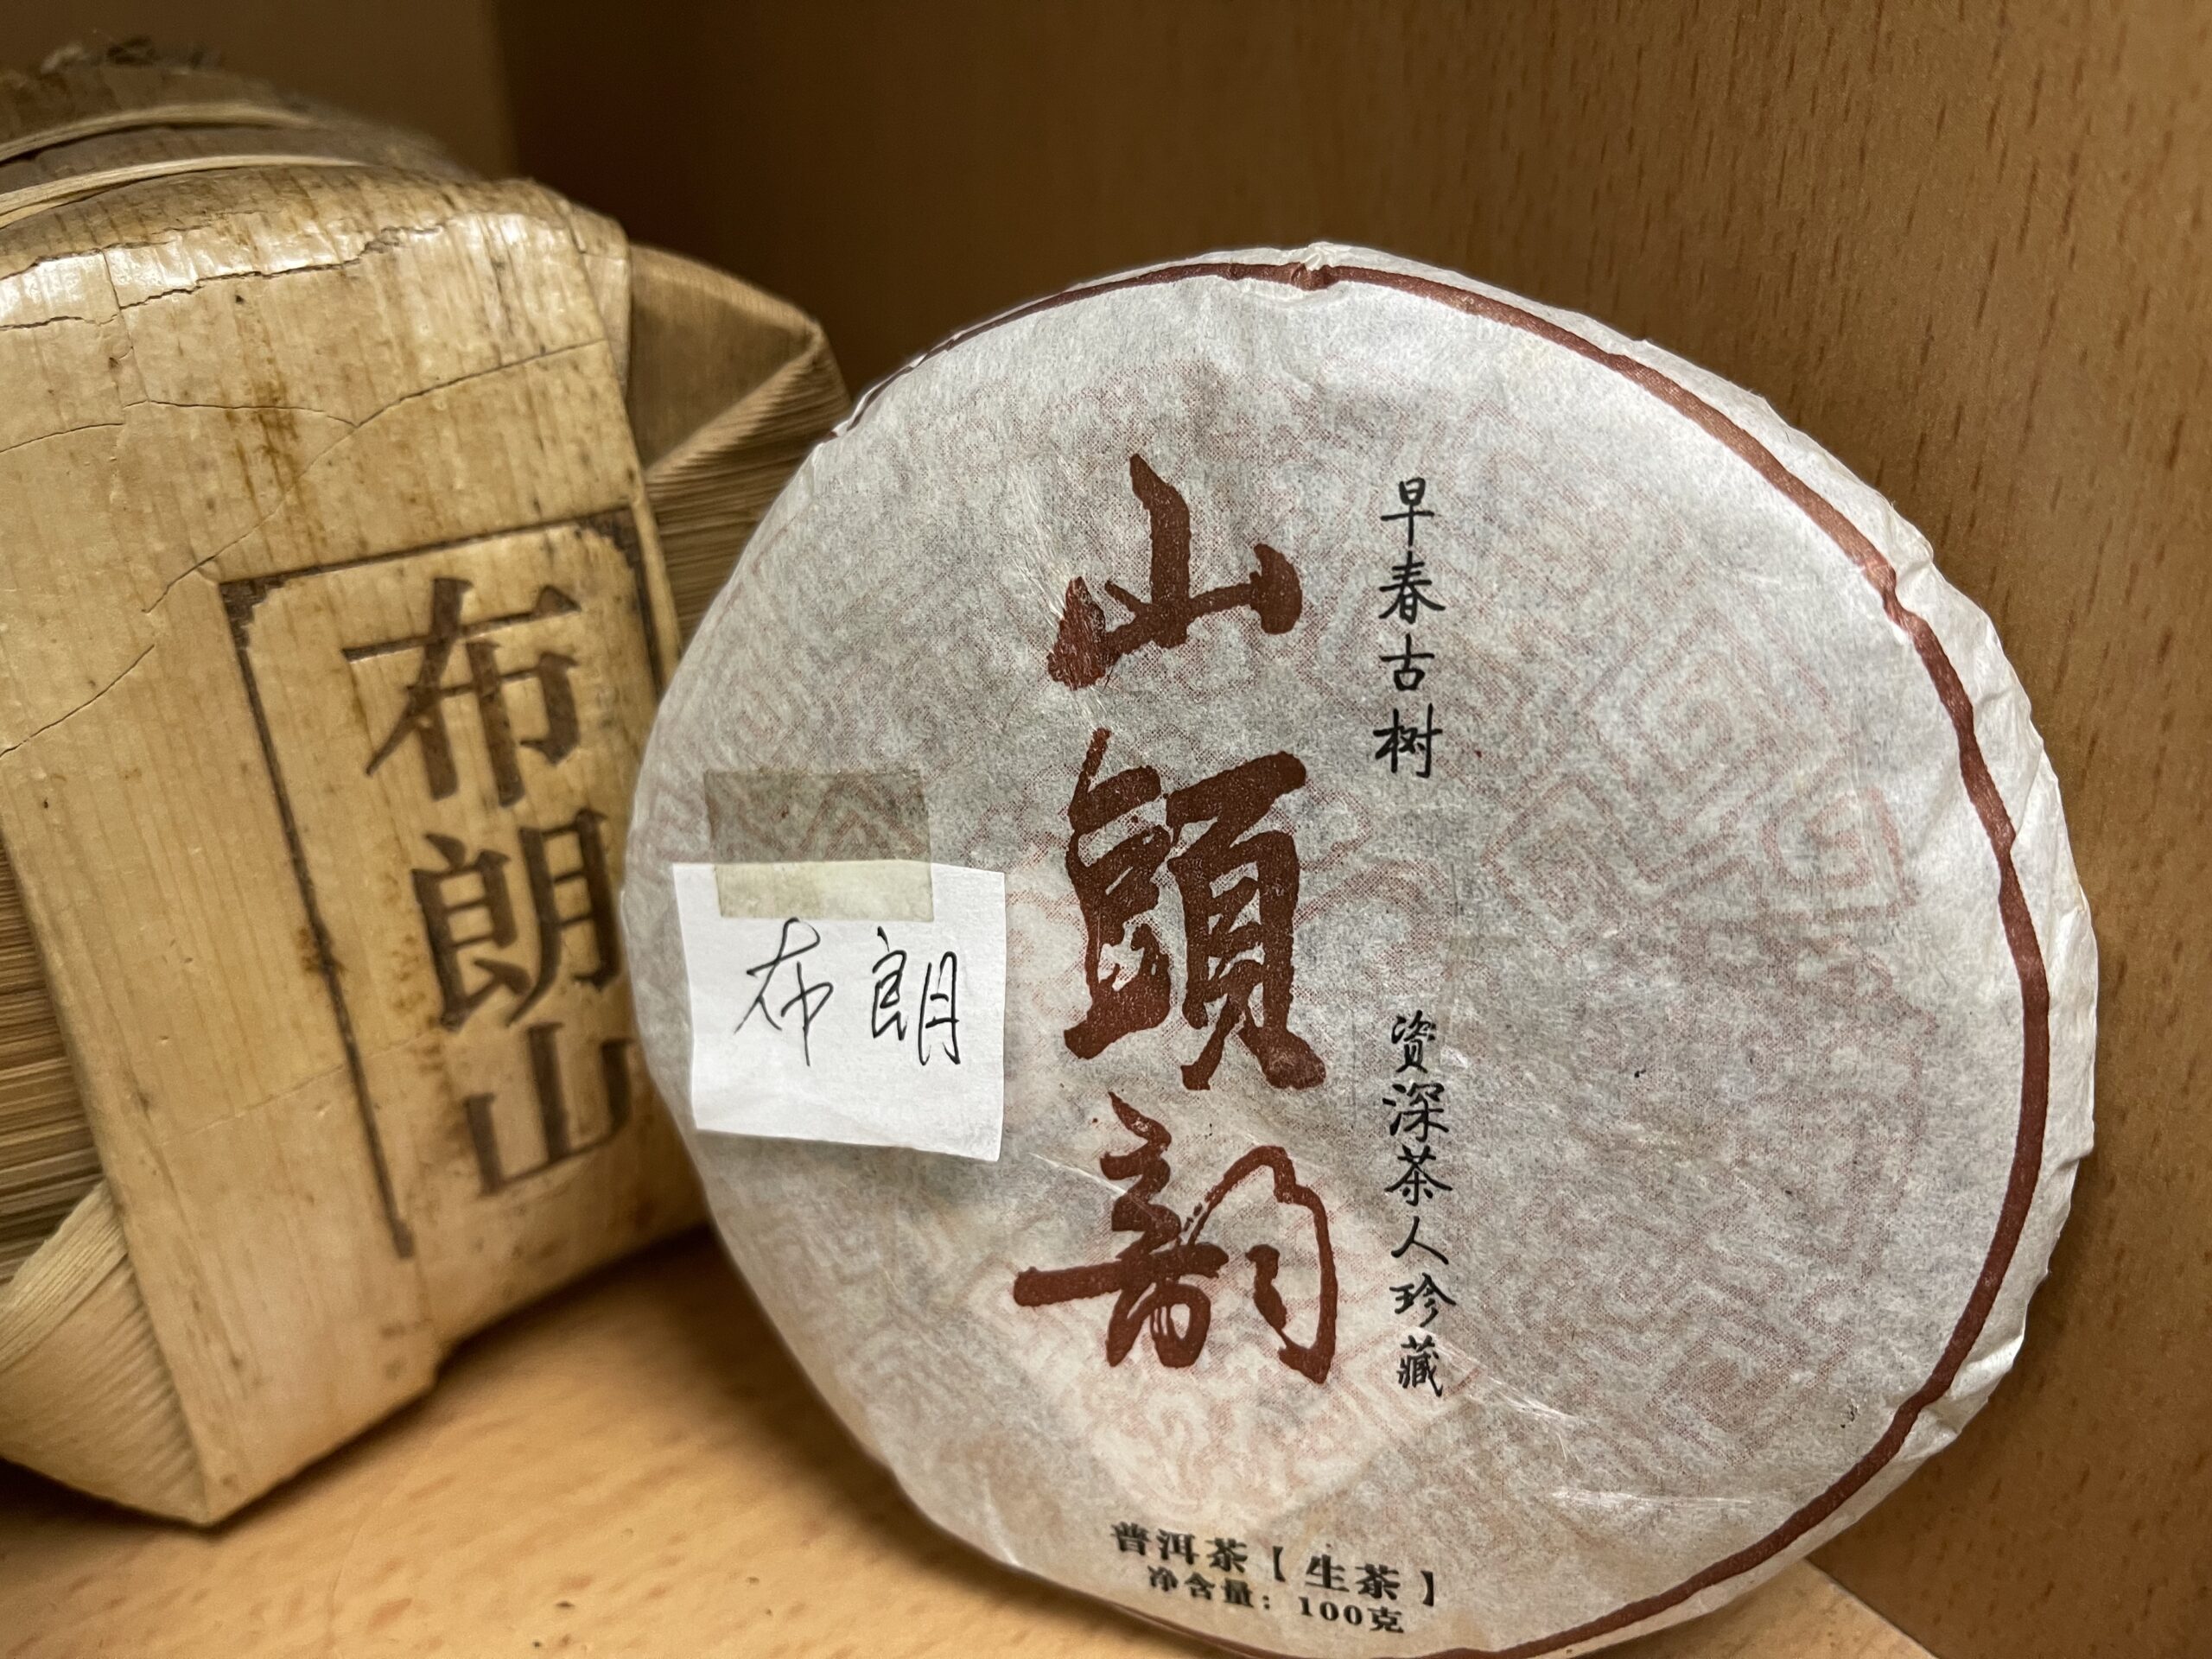 布朗山
布朗
山頭韵
早春古树
資深茶人珍藏
普洱茶【生茶】
净含量：100克